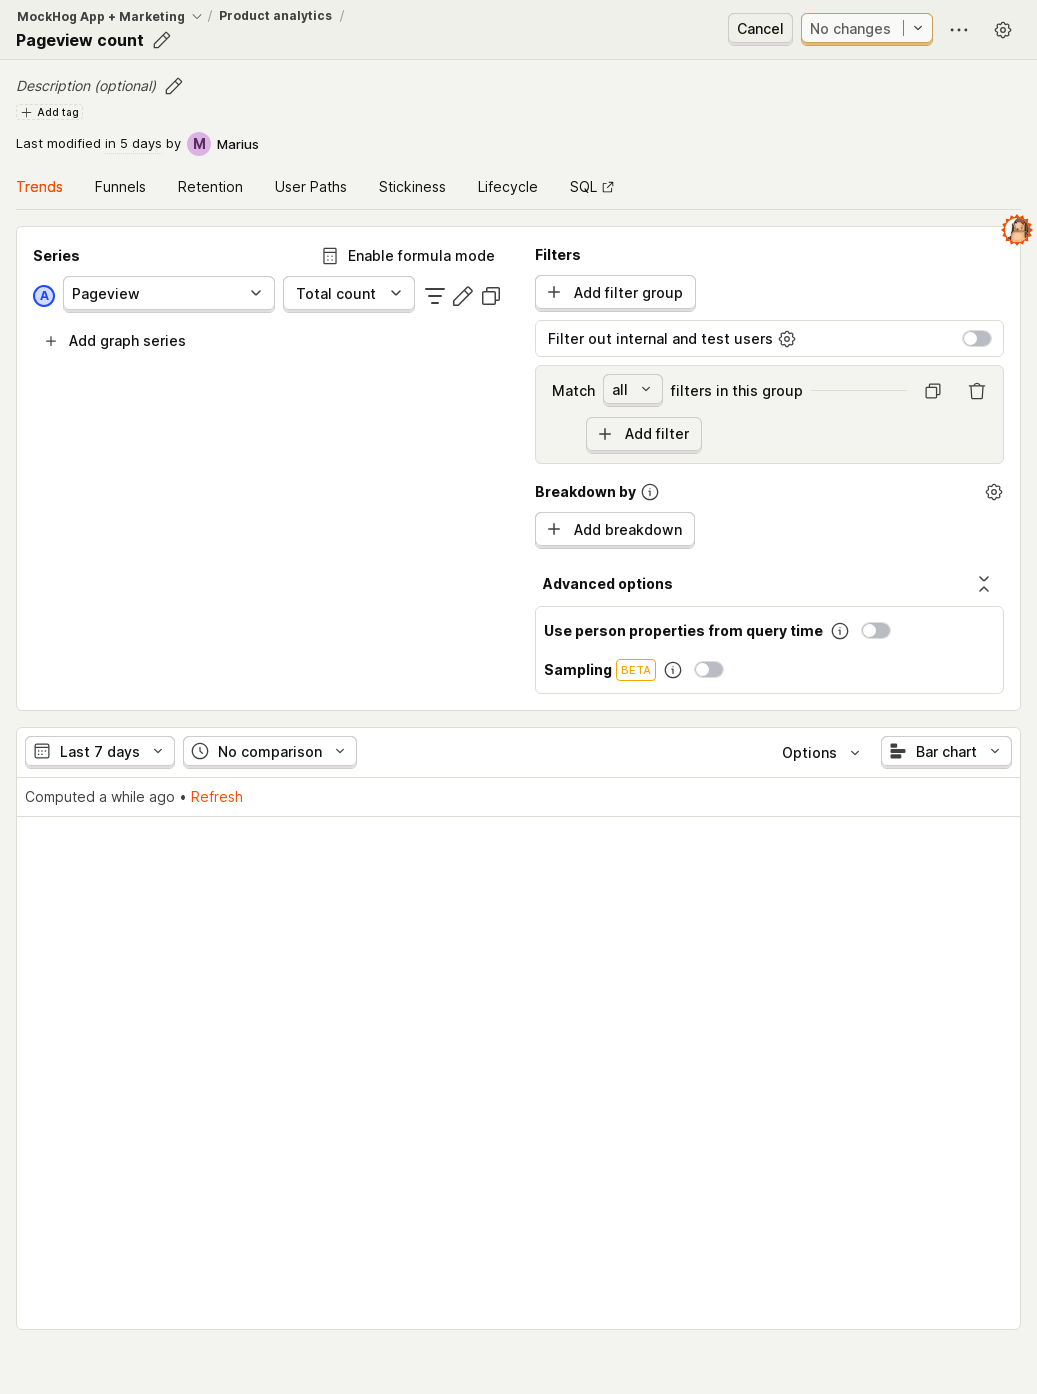 MockHog App + Marketing / Product analytics /
Pageview count
Cancel
No changes
Description (optional)
Add tag
Last modified in 5 days by M Marius
Trends Funnels Retention User Paths Stickiness Lifecycle SQL
Series
Enable formula mode
A Pageview Total count
Add graph series
Filters
Add filter group
Filter out internal and test users
Match all filters in this group
Add filter
Breakdown by
Add breakdown
Advanced options
Use person properties from query time
Sampling BETA
Last 7 days No comparison Options Bar chart
Computed a while ago • Refresh